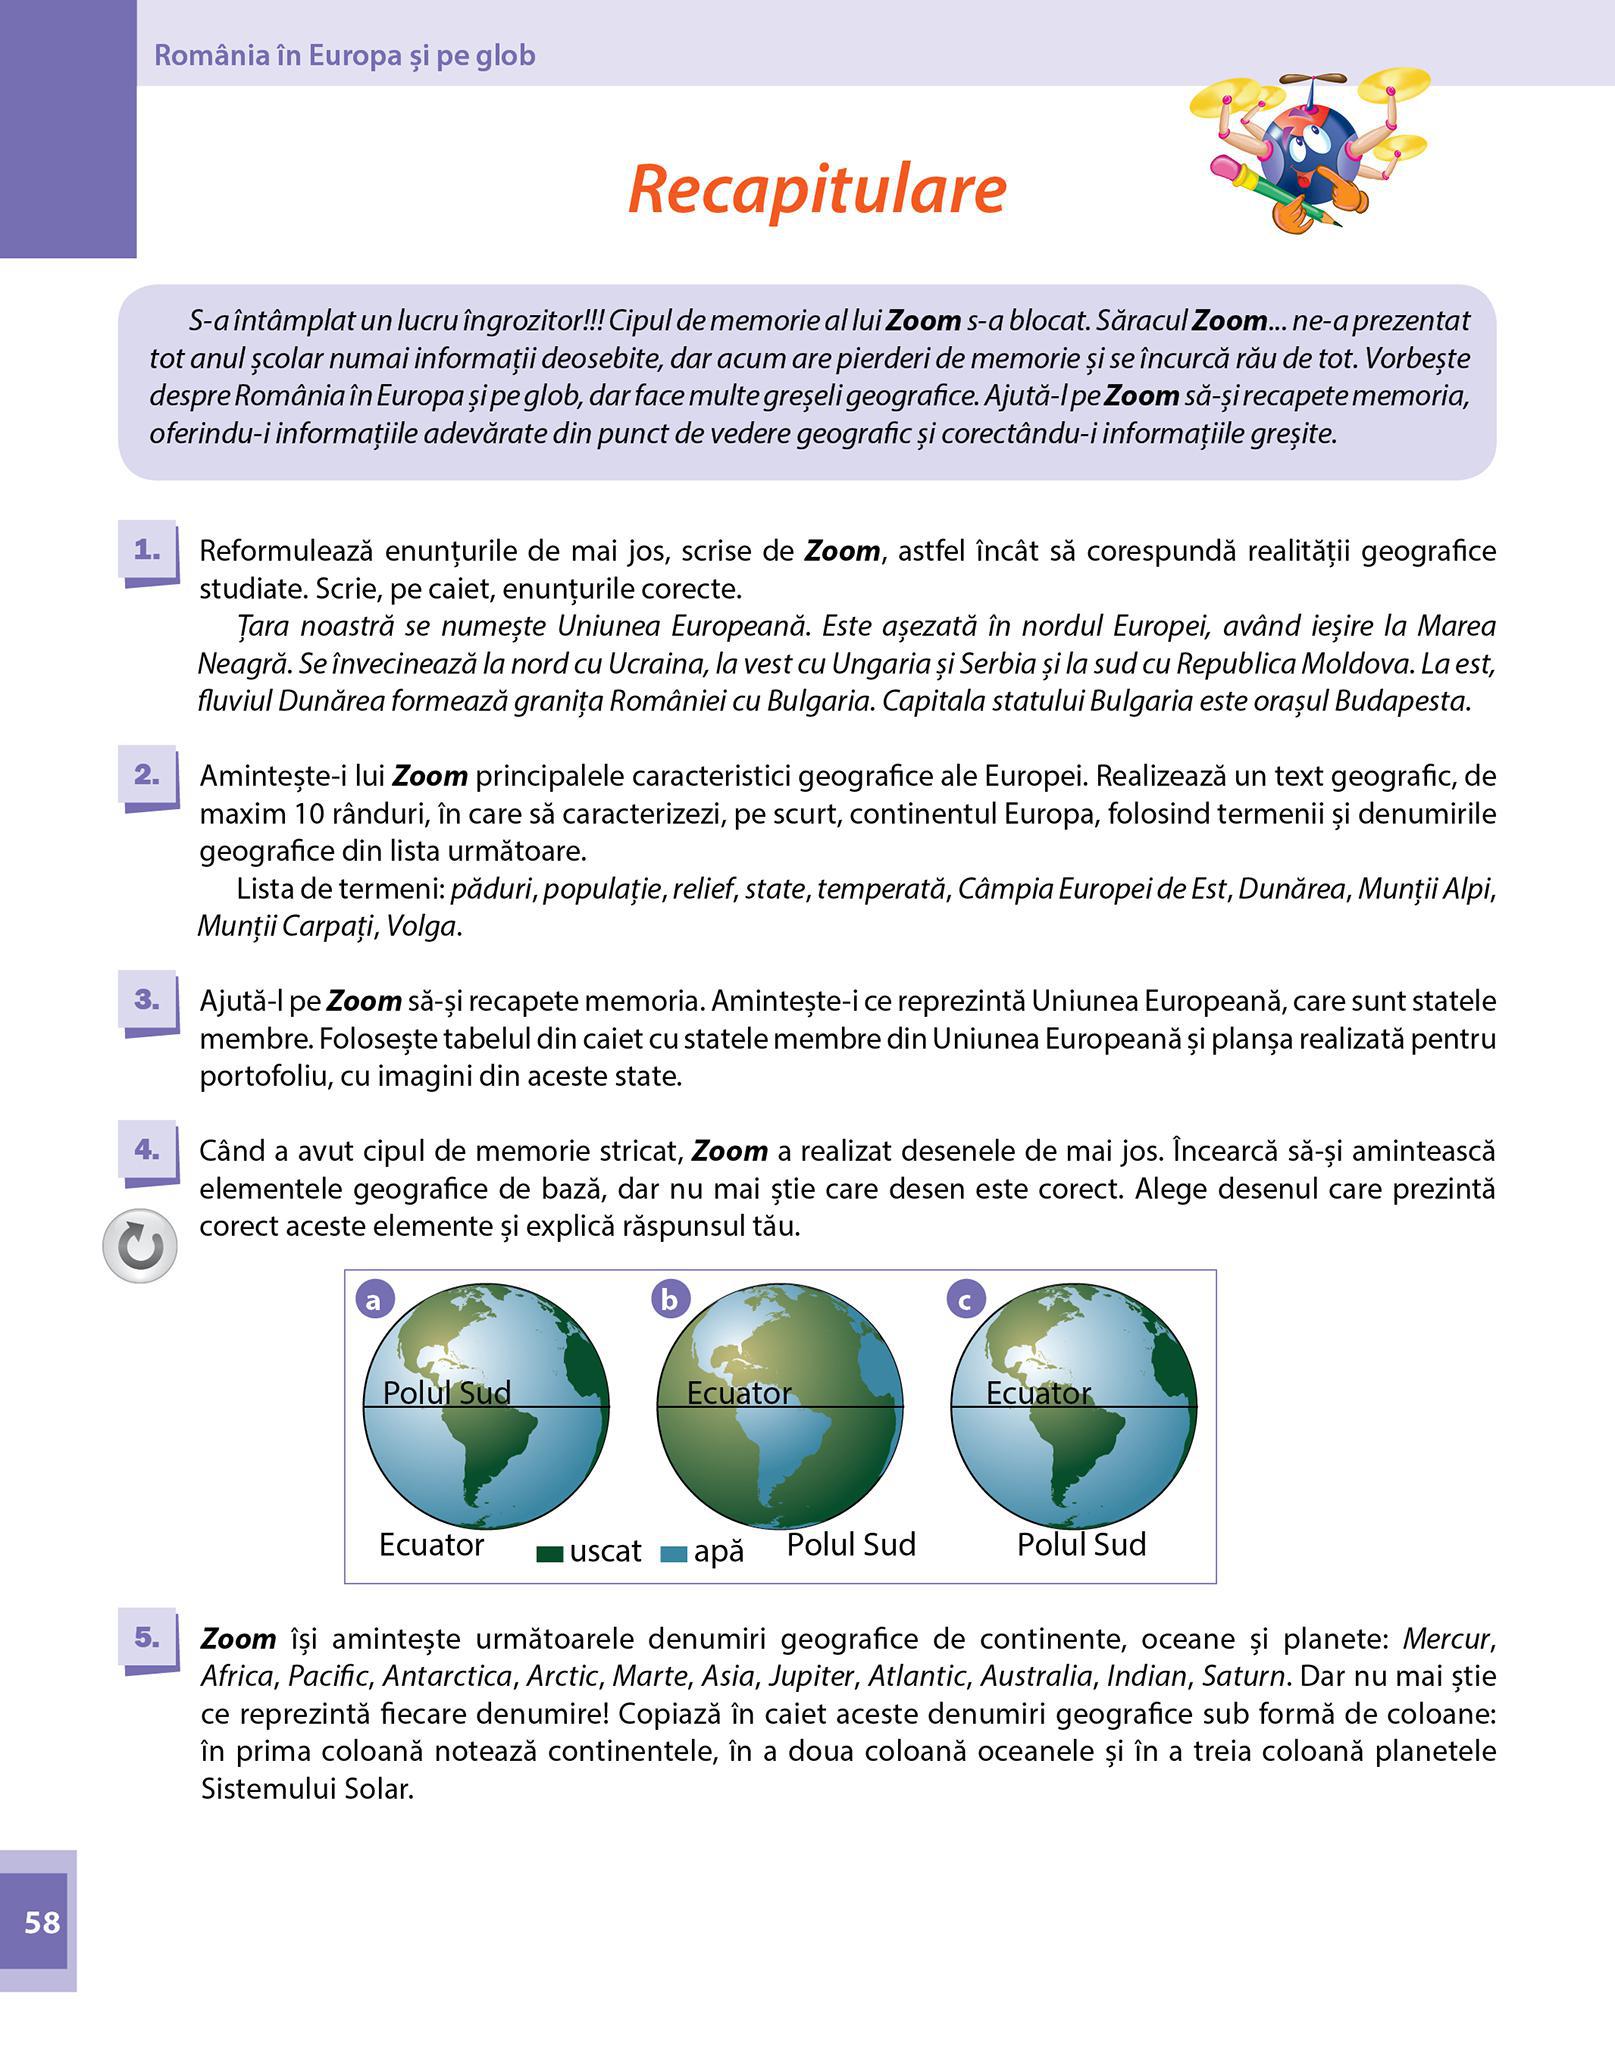 România în Europa și pe glob
Recapitulare
S-a întâmplat un lucru îngrozitor!!! Cipul de memorie al lui Zoom s-a blocat. Săracul Zoom... ne-a prezentat
tot anul școlar numai informații deosebite, dar acum are pierderi de memorie și se încurcă rău de tot. Vorbește
despre România în Europa și pe glob, dar face multe greșeli geografice. Ajută-l pe Zoom să-și recapete memoria,
oferindu-i informațiile adevărate din punct de vedere geografic și corectându-i informațiile greșite.
1. Reformulează enunțurile de mai jos, scrise de Zoom, astfel încât să corespundă realității geografice
studiate. Scrie, pe caiet, enunțurile corecte.
Țara noastră se numește Uniunea Europeană. Este așezată în nordul Europei, având ieșire la Marea
Neagră. Se învecinează la nord cu Ucraina, la vest cu Ungaria și Serbia și la sud cu Republica Moldova. La est,
fluviul Dunărea formează granița României cu Bulgaria. Capitala statului Bulgaria este orașul Budapesta.
2. Amintește-i lui Zoom principalele caracteristici geografice ale Europei. Realizează un text geografic, de
maxim 10 rânduri, în care să caracterizezi, pe scurt, continentul Europa, folosind termenii și denumirile
geografice din lista următoare.
Lista de termeni: păduri, populație, relief, state, temperată, Câmpia Europei de Est, Dunărea, Munții Alpi,
Munții Carpați, Volga.
3. Ajută-l pe Zoom să-și recapete memoria. Amintește-i ce reprezintă Uniunea Europeană, care sunt statele
membre. Folosește tabelul din caiet cu statele membre din Uniunea Europeană și planșa realizată pentru
portofoliu, cu imagini din aceste state.
4. Când a avut cipul de memorie stricat, Zoom a realizat desenele de mai jos. Încearcă să-și amintească
elementele geografice de bază, dar nu mai știe care desen este corect. Alege desenul care prezintă
corect aceste elemente și explică răspunsul tău.
a b c
Polul Sud Ecuator Ecuator
Ecuator uscat apă Polul Sud Polul Sud
5. Zoom își amintește următoarele denumiri geografice de continente, oceane și planete: Mercur,
Africa, Pacific, Antarctica, Arctic, Marte, Asia, Jupiter, Atlantic, Australia, Indian, Saturn. Dar nu mai știe
ce reprezintă fiecare denumire! Copiază în caiet aceste denumiri geografice sub formă de coloane:
în prima coloană notează continentele, în a doua coloană oceanele și în a treia coloană planetele
Sistemului Solar.
58